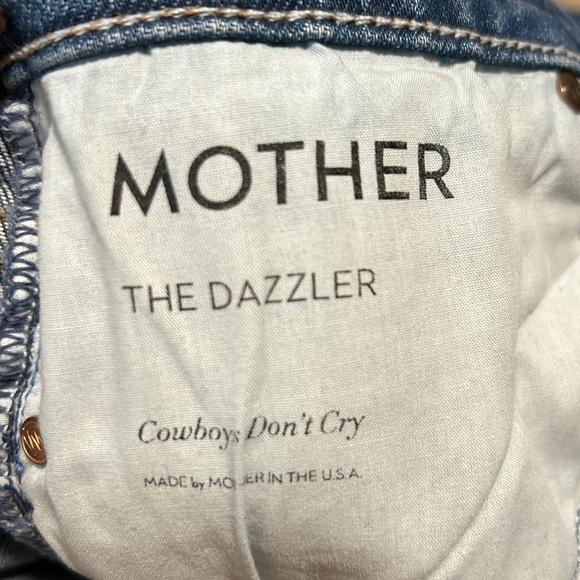 MOTHER
THE DAZZLER
Cowboys Don't Cry
MADE by MOTHER IN THE U.S.A.